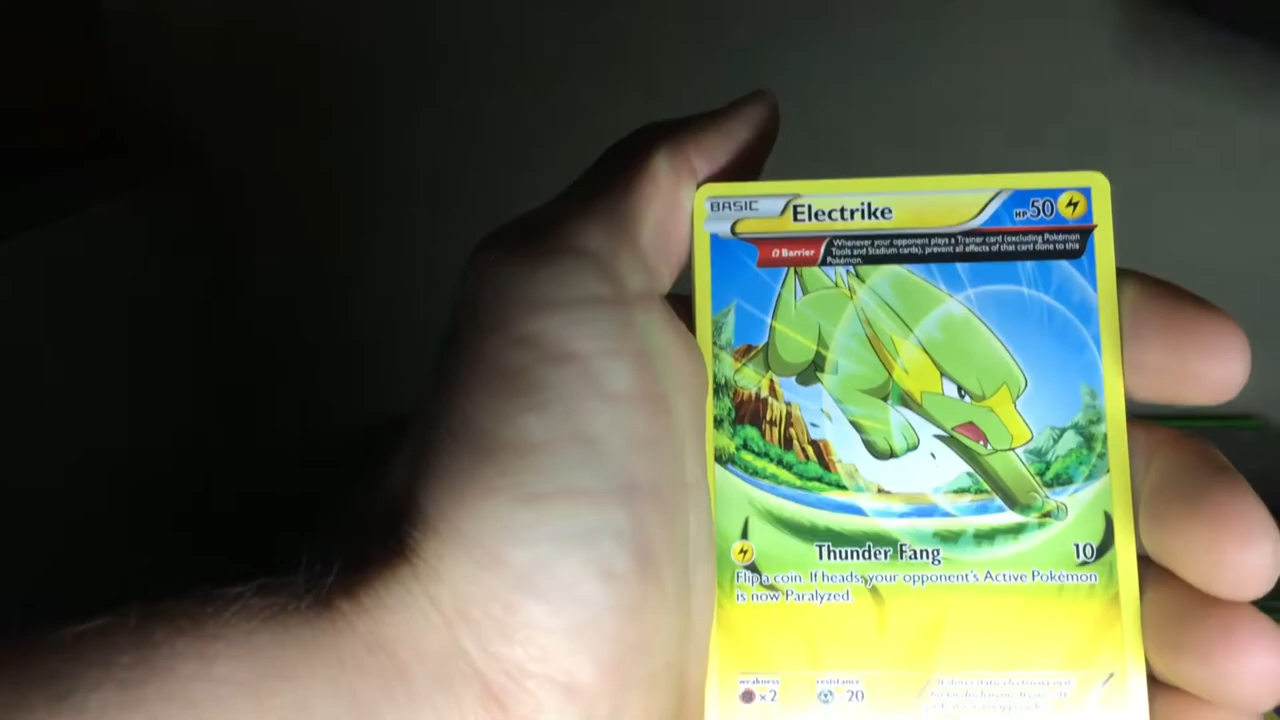 BASIC Electrike HP50
Ω Barrier
Whenever your opponent plays a Trainer card (excluding Pokémon
Tools and Stadium cards), prevent all effects of that card done to this
Pokémon.
Thunder Fang 10
Flip a coin. If heads, your opponent's Active Pokémon
is now Paralyzed.
weakness resistance
×2 -20